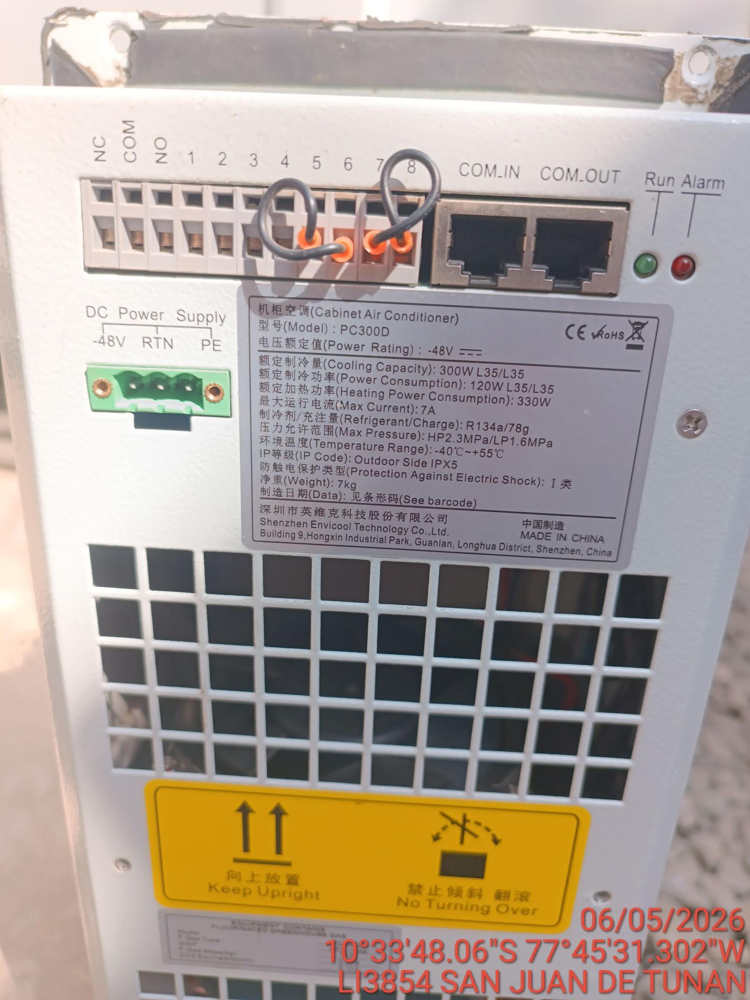 NC COM NO 1 2 3 4 5 6 7 8 COM_IN COM_OUT Run Alarm
DC Power Supply
-48V RTN PE
机柜空调(Cabinet Air Conditioner)
型号(Model) : PC300D
CE RoHS
电压额定值(Power Rating) : -48V
额定制冷量(Cooling Capacity): 300W L35/L35
额定制冷功率(Power Consumption): 120W L35/L35
额定加热功率(Heating Power Consumption): 330W
最大运行电流(Max Current): 7A
制冷剂/充注量(Refrigerant/Charge): R134a/78g
压力允许范围(Max Pressure): HP2.3MPa/LP1.6MPa
环境温度(Temperature Range): -40℃~+55℃
IP等级(IP Code): Outdoor Side IPX5
防触电保护类型(Protection Against Electric Shock): I 类
净重(Weight): 7kg
制造日期(Data): 见条形码(See barcode)
深圳市英维克科技股份有限公司
中国制造
Shenzhen Envicool Technology Co.,Ltd.
MADE IN CHINA
Building 9,Hongxin Industrial Park, Guanlan, Longhua District, Shenzhen, China
向上放置
Keep Upright
禁止倾斜 翻滚
No Turning Over
EQUIPMENT CONTAINS
FLUORINATED GREENHOUSE GAS
Model
F-Gas Type
GWP
F-Gas Mass(kg)
06/05/2026
10°33'48.06"S 77°45'31.302"W
LI3854 SAN JUAN DE TUNAN